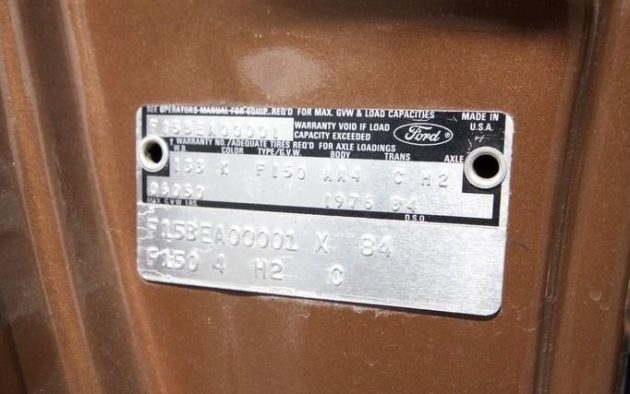 SEE OPERATORS MANUAL FOR EQUIP. REQ'D FOR MAX. GVW & LOAD CAPACITIES
F15BEA00001 WARRANTY VOID IF LOAD CAPACITY EXCEEDED Ford MADE IN U.S.A.
† WARRANTY NO./ADEQUATE TIRES REQ'D FOR AXLE LOADINGS
W.B. COLOR TYPE/G.V.W. BODY TRANS AXLE
133 K F150 AA4 C H2
06050 1976 84
MAX. G.V.W. LBS. D.S.O.
F15BEA00001 X 84
F150 4 H2 C